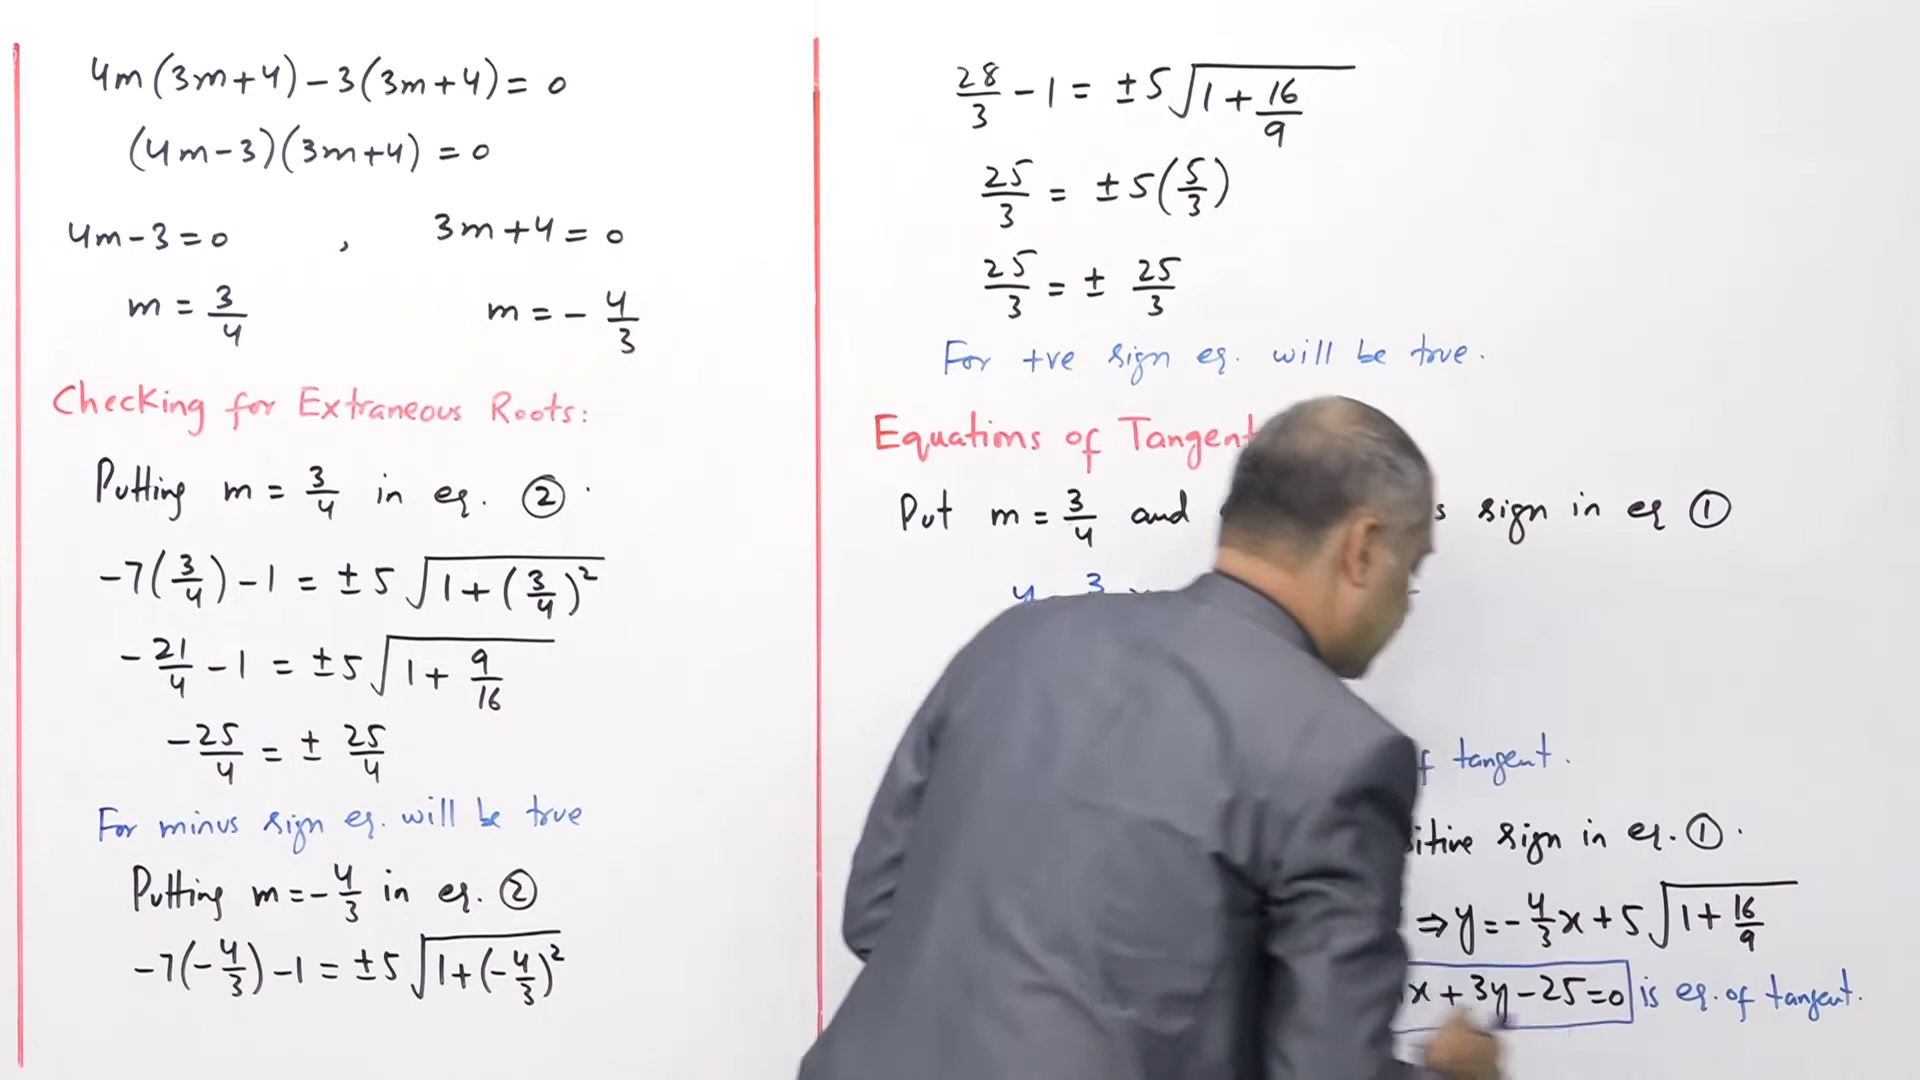 4m(3m+4)-3(3m+4)=0
(4m-3)(3m+4)=0
4m-3=0 , 3m+4=0
m=3/4 m=-4/3
Checking for Extraneous Roots:
Putting m=3/4 in eq. ②.
-7(3/4)-1=±5√(1+(3/4)²)
-21/4-1=±5√(1+9/16)
-25/4=±25/4
For minus sign eq. will be true
Putting m=-4/3 in eq. ②
-7(-4/3)-1=±5√(1+(-4/3)²)
28/3-1=±5√(1+16/9)
25/3=±5(5/3)
25/3=±25/3
For +ve sign eq. will be true.
Equations of Tangent
Put m=3/4 and sign in eq ①
y 3
tangent.
sign in eq. ①.
⇒y=-4/3x+5√(1+16/9)
x+3y-25=0 is eq. of tangent.